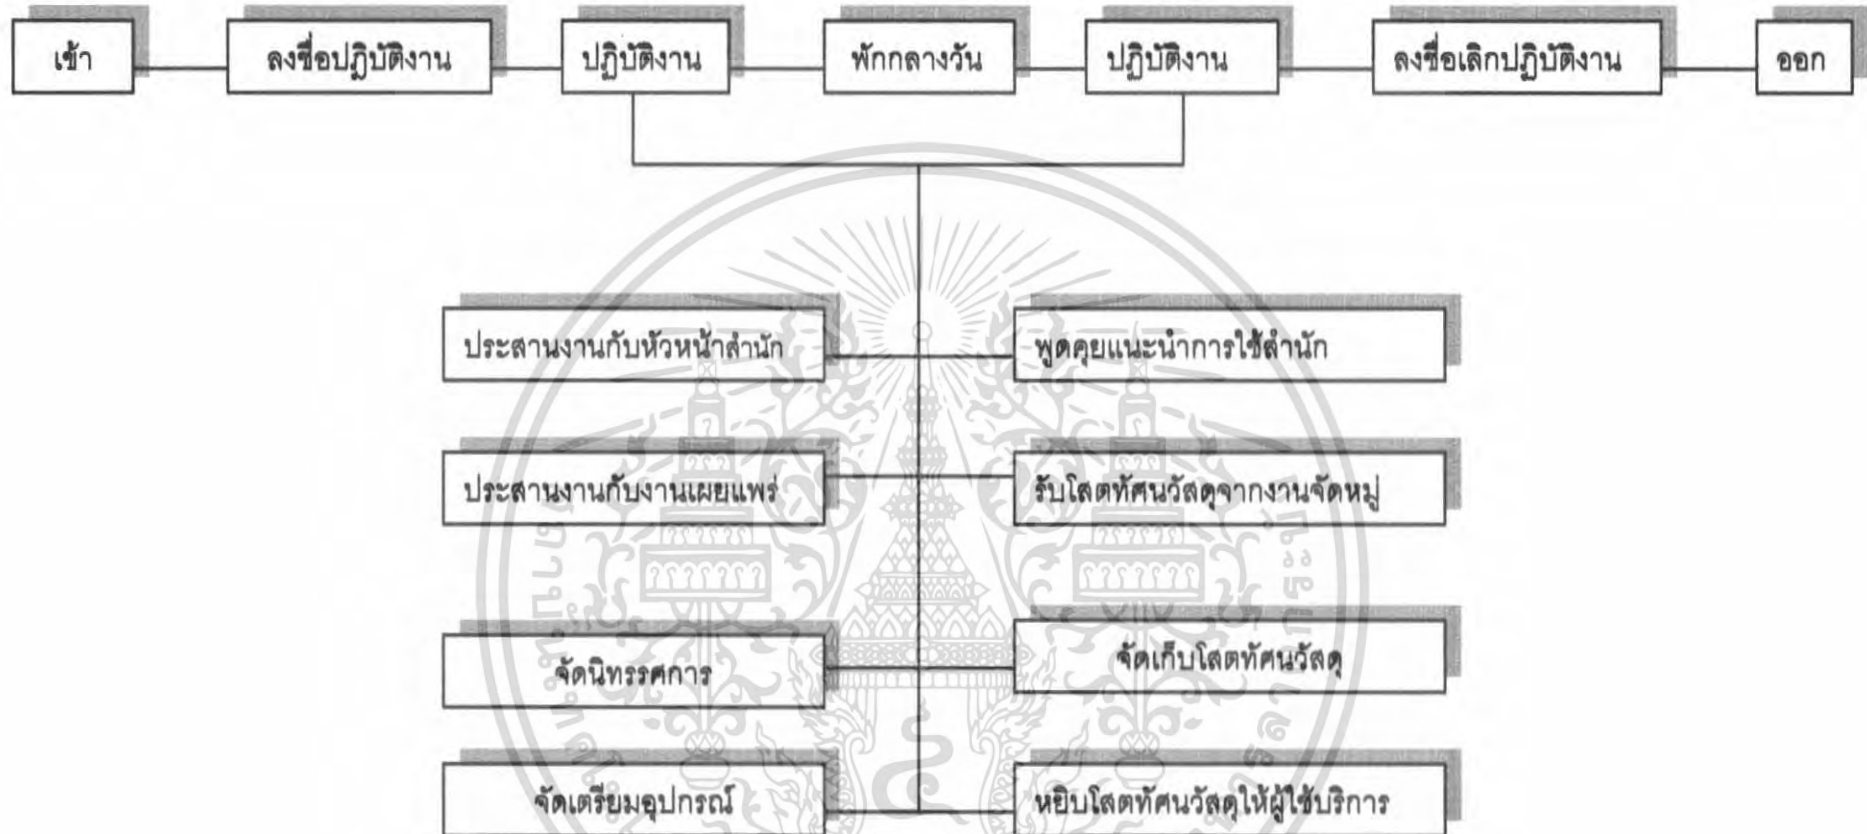 เข้า
ลงชื่อปฏิบัติงาน
ปฏิบัติงาน
พักกลางวัน
ปฏิบัติงาน
ลงชื่อเลิกปฏิบัติงาน
ออก
ประสานงานกับหัวหน้าสำนัก
พูดคุยแนะนำการใช้สำนัก
ประสานงานกับงานเผยแพร่
รับโสตทัศนวัสดุจากงานจัดหมู่
จัดนิทรรศการ
จัดเก็บโสตทัศนวัสดุ
จัดเตรียมอุปกรณ์
หยิบโสตทัศนวัสดุให้ผู้ใช้บริการ